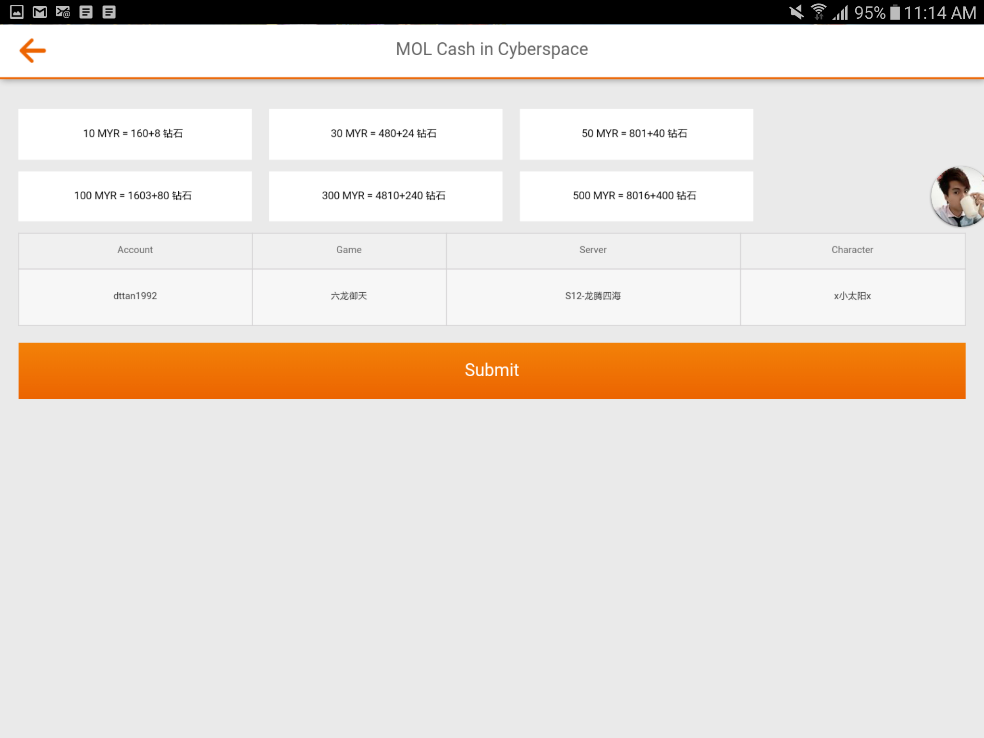 95% 11:14 AM
MOL Cash in Cyberspace
10 MYR = 160+8 钻石
30 MYR = 480+24 钻石
50 MYR = 801+40 钻石
100 MYR = 1603+80 钻石
300 MYR = 4810+240 钻石
500 MYR = 8016+400 钻石
Account Game Server Character
dttan1992 六龙御天 S12-龙腾四海 x小太阳x
Submit